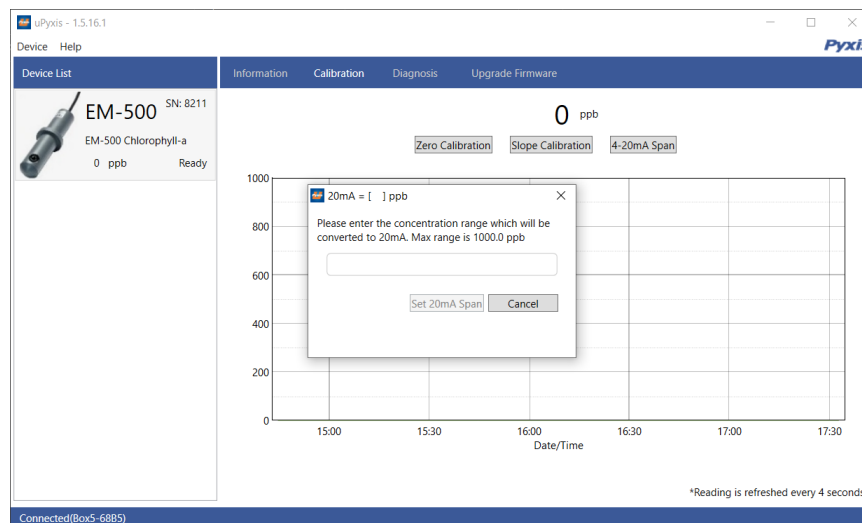 uPyxis - 1.5.16.1
Device Help
Pyxis
Device List
Information Calibration Diagnosis Upgrade Firmware
EM-500 SN: 8211
EM-500 Chlorophyll-a
0 ppb Ready
0 ppb
Zero Calibration Slope Calibration 4-20mA Span
1000
800
600
400
200
0
20mA = [ ] ppb
Please enter the concentration range which will be
converted to 20mA. Max range is 1000.0 ppb
Set 20mA Span Cancel
15:00 15:30 16:00 16:30 17:00 17:30
Date/Time
*Reading is refreshed every 4 seconds
Connected(Box5-68B5)